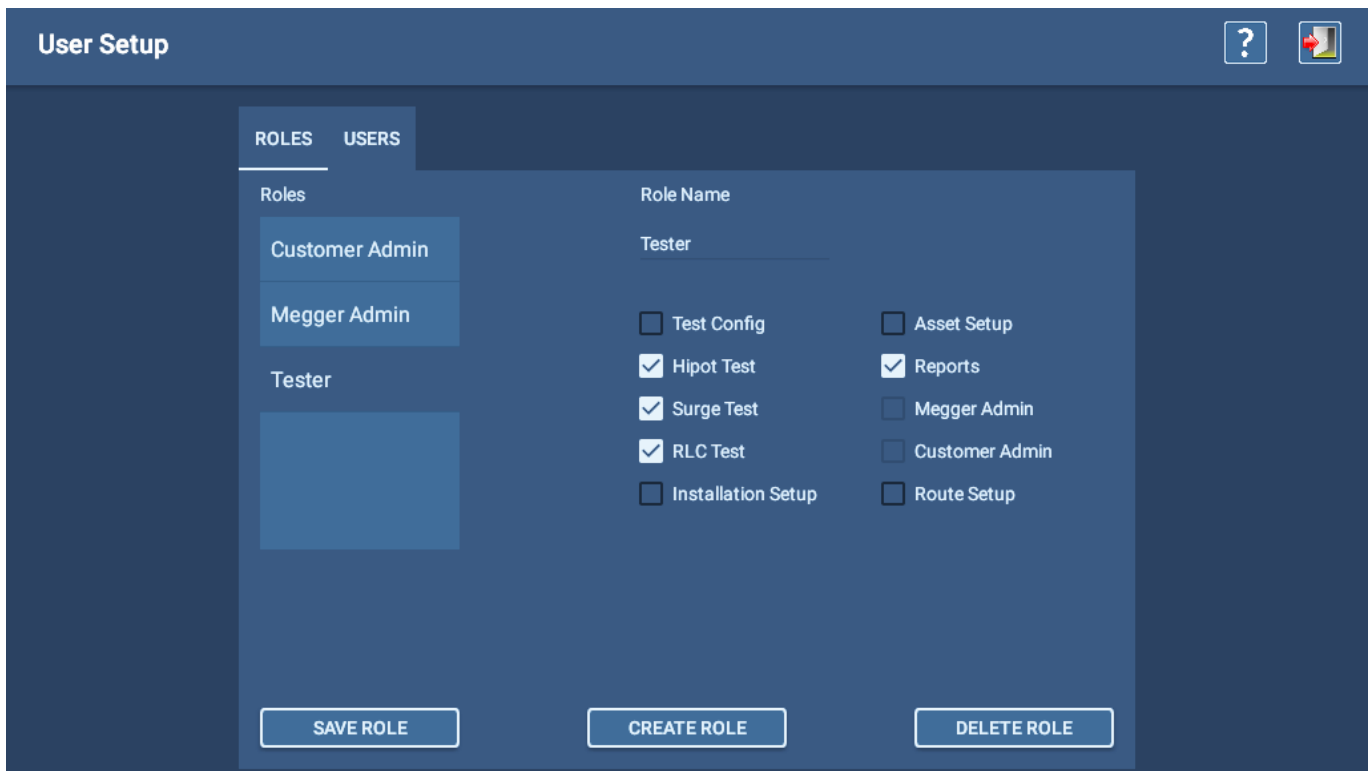 User Setup
?
ROLES USERS
Roles
Customer Admin
Megger Admin
Tester
Role Name
Tester
Test Config
Hipot Test
Surge Test
RLC Test
Installation Setup
Asset Setup
Reports
Megger Admin
Customer Admin
Route Setup
SAVE ROLE
CREATE ROLE
DELETE ROLE